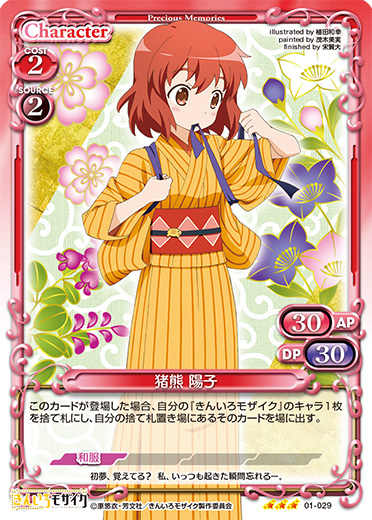 Precious Memories
Character
COST
2
SOURCE
2
illustrated by 植田和幸
painted by 茂木美実
finished by 宋賢大
30 AP
DP 30
猪熊 陽子
このカードが登場した場合、自分の『きんいろモザイク』のキャラ1枚
を捨て札にし、自分の捨て札置き場にあるそのカードを場に出す。
和服
初夢、覚えてる? 私、いっつも起きた瞬間忘れるー。
きんいろモザイク
©原悠衣・芳文社/きんいろモザイク製作委員会
01-029